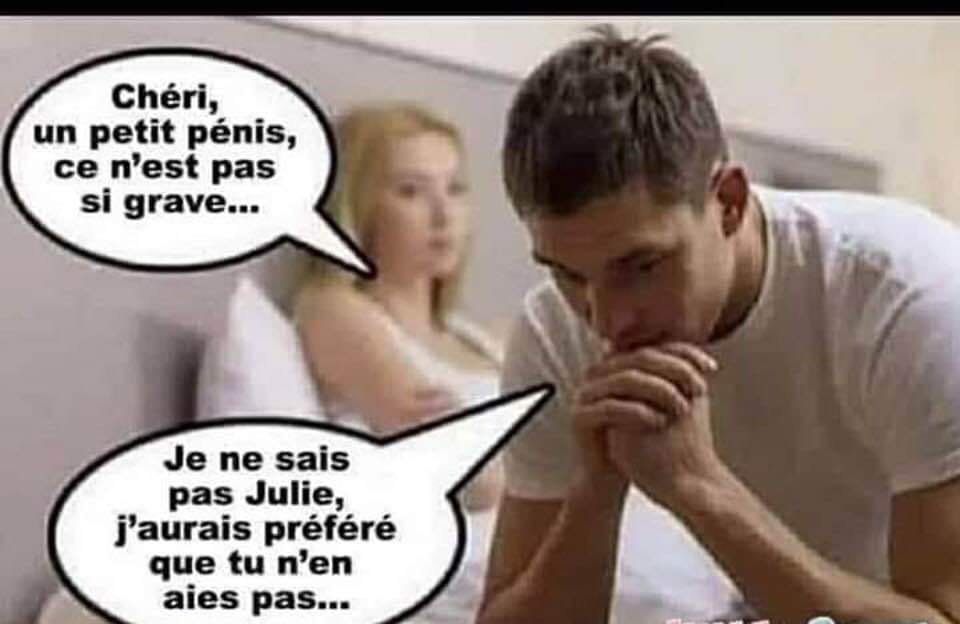 Chéri,
un petit pénis,
ce n'est pas
si grave...
Je ne sais
pas Julie,
j'aurais préféré
que tu n'en
aies pas...